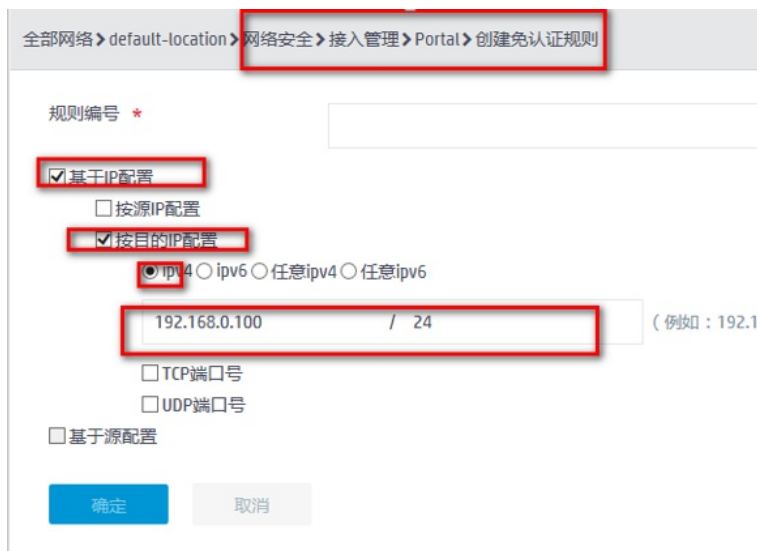 全部网络>default-location>网络安全>接入管理>Portal>创建免认证规则
规则编号 *
基于IP配置
按源IP配置
按目的IP配置
ipv4 ipv6 任意ipv4 任意ipv6
192.168.0.100 / 24 (例如：192.1
TCP端口号
UDP端口号
基于源配置
确定 取消